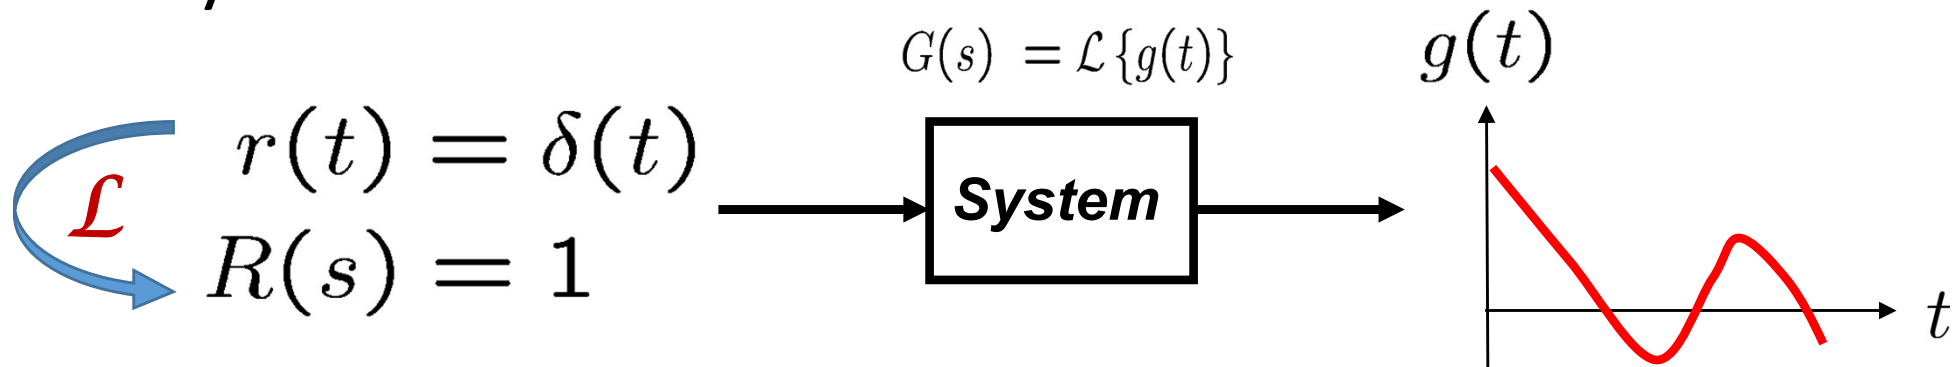 G(s) = ℒ{g(t)}
g(t)
r(t) = δ(t)
ℒ
System
R(s) = 1
t